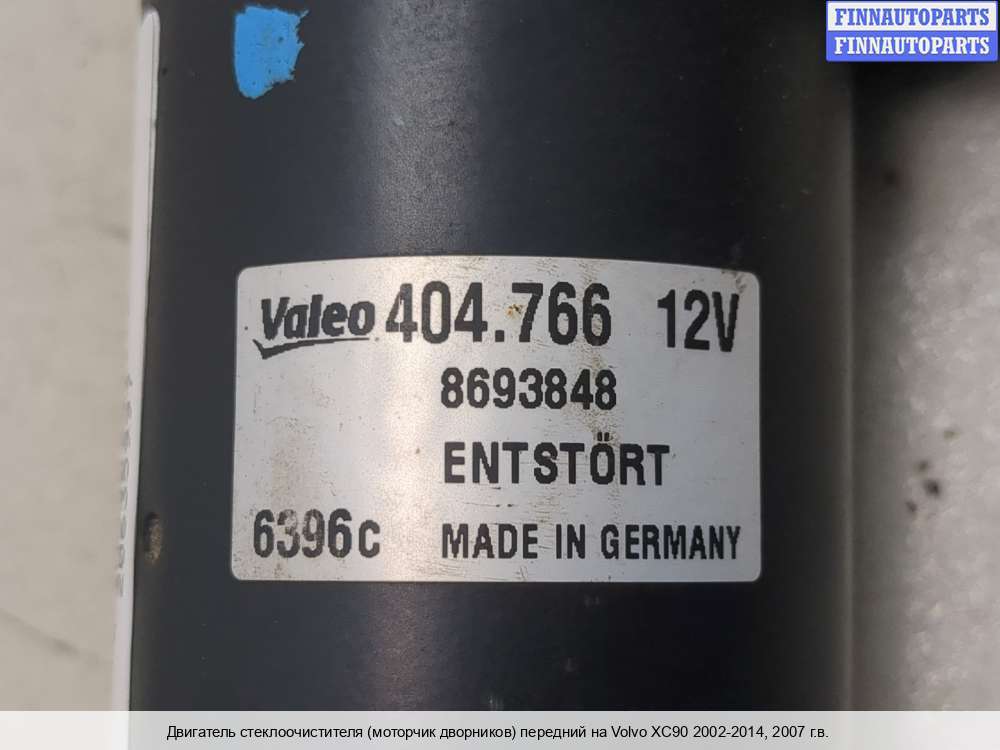 FINNAUTOPARTS
FINNAUTOPARTS
Valeo 404.766 12V
8693848
ENTSTÖRT
6396c MADE IN GERMANY
Двигатель стеклоочистителя (моторчик дворников) передний на Volvo XC90 2002-2014, 2007 г.в.